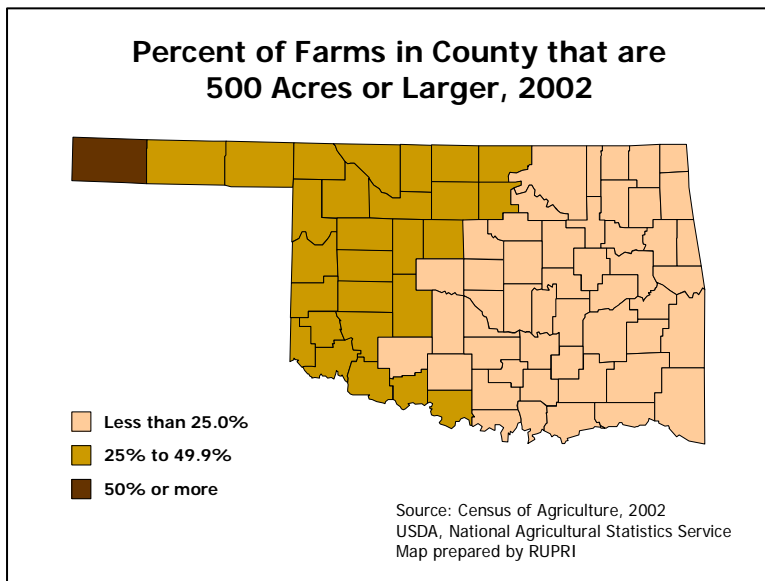 Percent of Farms in County that are
500 Acres or Larger, 2002
Less than 25.0%
25% to 49.9%
50% or more
Source: Census of Agriculture, 2002
USDA, National Agricultural Statistics Service
Map prepared by RUPRI